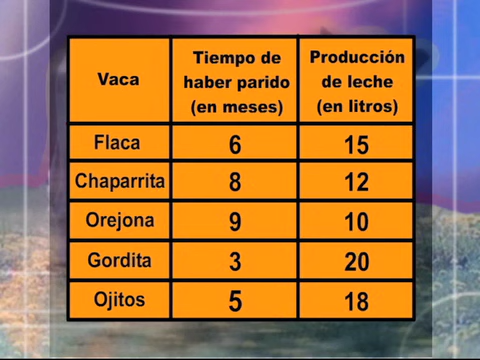 Vaca
Tiempo de
haber parido
(en meses)
Producción
de leche
(en litros)
Flaca 6 15
Chaparrita 8 12
Orejona 9 10
Gordita 3 20
Ojitos 5 18